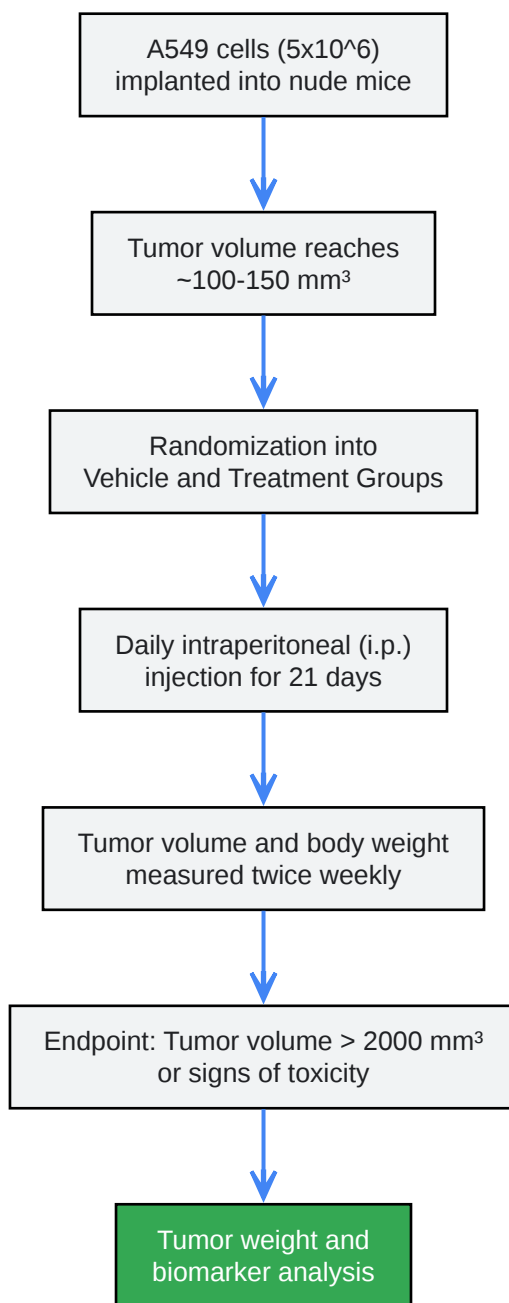 A549 cells (5x10^6)
implanted into nude mice
Tumor volume reaches
~100-150 mm³
Randomization into
Vehicle and Treatment Groups
Daily intraperitoneal (i.p.)
injection for 21 days
Tumor volume and body weight
measured twice weekly
Endpoint: Tumor volume > 2000 mm³
or signs of toxicity
Tumor weight and
biomarker analysis